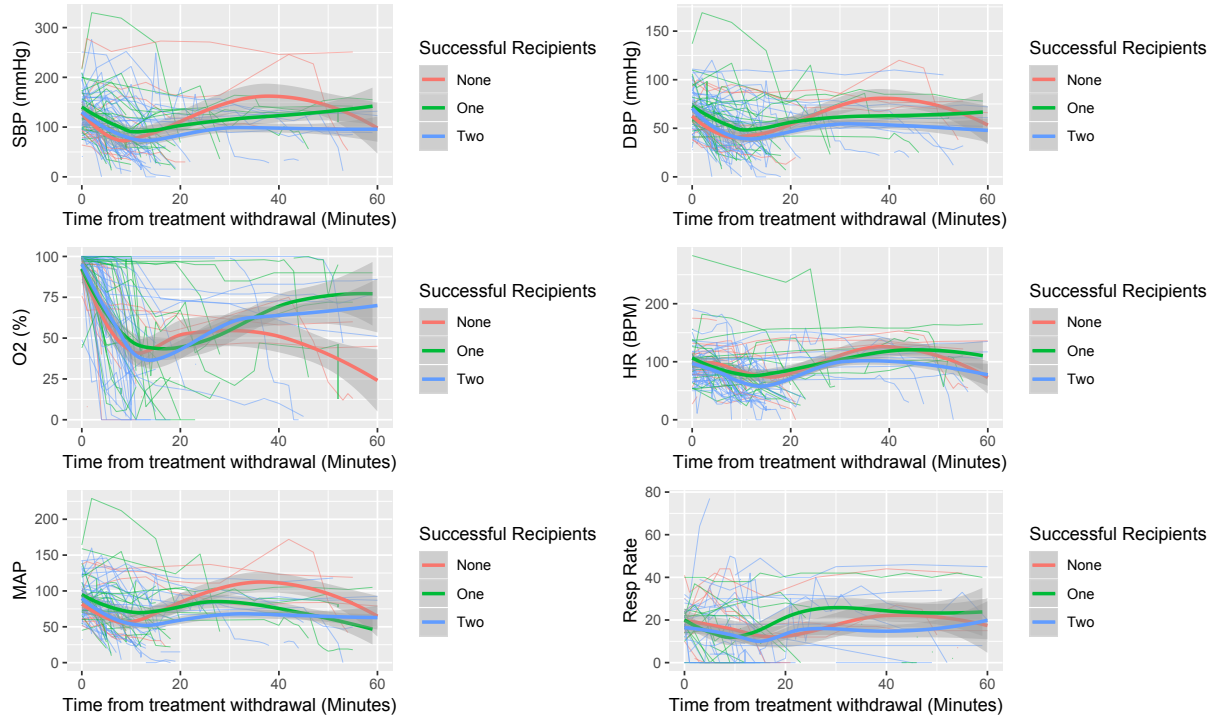 SBP (mmHg)
300
200
100
0
0 20 40 60
Time from treatment withdrawal (Minutes)
Successful Recipients
None
One
Two
DBP (mmHg)
150
100
50
0
0 20 40 60
Time from treatment withdrawal (Minutes)
Successful Recipients
None
One
Two
O2 (%)
100
75
50
25
0
0 20 40 60
Time from treatment withdrawal (Minutes)
Successful Recipients
None
One
Two
HR (BPM)
200
100
0
0 20 40 60
Time from treatment withdrawal (Minutes)
Successful Recipients
None
One
Two
MAP
200
150
100
50
0
0 20 40 60
Time from treatment withdrawal (Minutes)
Successful Recipients
None
One
Two
Resp Rate
80
60
40
20
0
0 20 40 60
Time from treatment withdrawal (Minutes)
Successful Recipients
None
One
Two